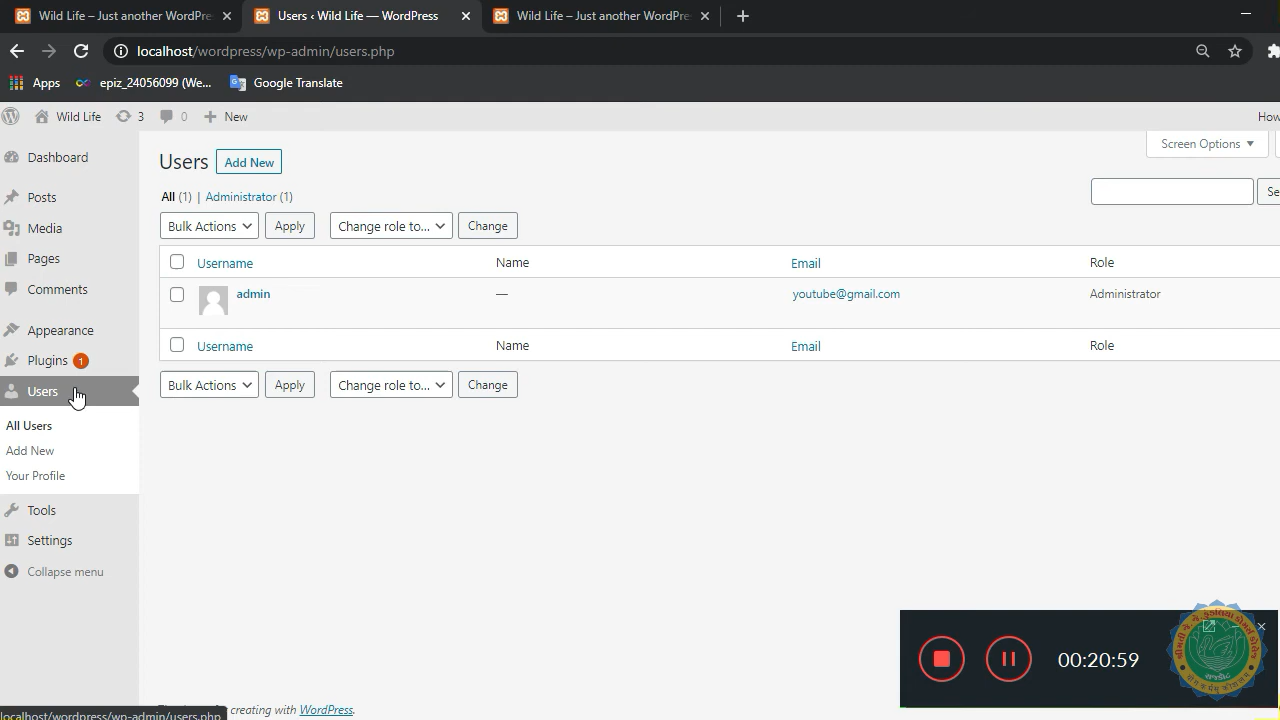 Wild Life – Just another WordPre
Users ‹ Wild Life — WordPress
Wild Life – Just another WordPre
localhost/wordpress/wp-admin/users.php
Apps
epiz_24056099 (We...
Google Translate
Wild Life
3
0
New
How
Dashboard
Posts
Media
Pages
Comments
Appearance
Plugins 1
Users
All Users
Add New
Your Profile
Tools
Settings
Collapse menu
Users Add New
Screen Options
All (1) | Administrator (1)
Se
Bulk Actions Apply Change role to... Change
Username Name Email Role
admin — youtube@gmail.com Administrator
Username Name Email Role
Bulk Actions Apply Change role to... Change
00:20:59
creating with WordPress.
localhost/wordpress/wp-admin/users.php